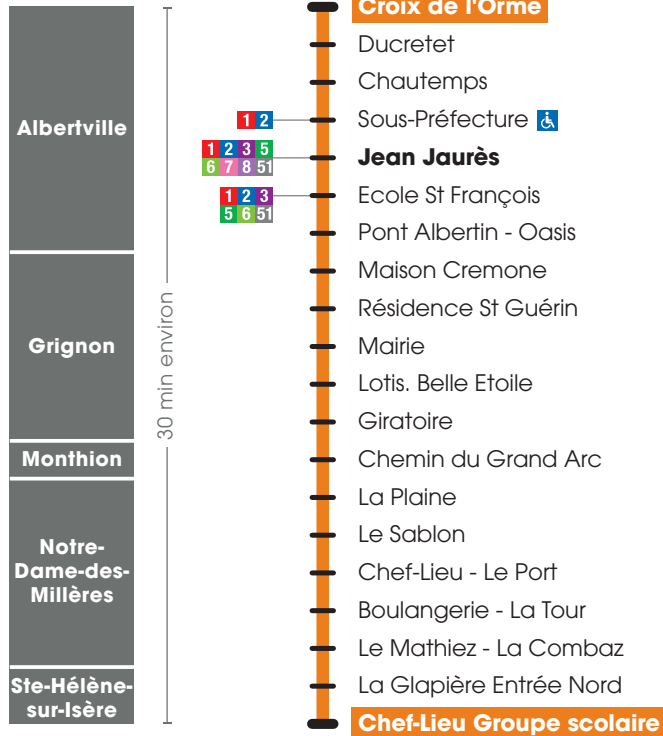 Croix de l'Orme
Ducretet
Chautemps
Albertville
1 2
Sous-Préfecture
1 2 3 5
6 7 8 51
Jean Jaurès
1 2 3
5 6 51
Ecole St François
Pont Albertin - Oasis
Maison Cremone
30 min environ
Résidence St Guérin
Grignon
Mairie
Lotis. Belle Etoile
Giratoire
Monthion
Chemin du Grand Arc
La Plaine
Le Sablon
Notre-
Dame-des-
Millères
Chef-Lieu - Le Port
Boulangerie - La Tour
Le Mathiez - La Combaz
Ste-Hélène-
sur-Isère
La Glapière Entrée Nord
Chef-Lieu Groupe scolaire